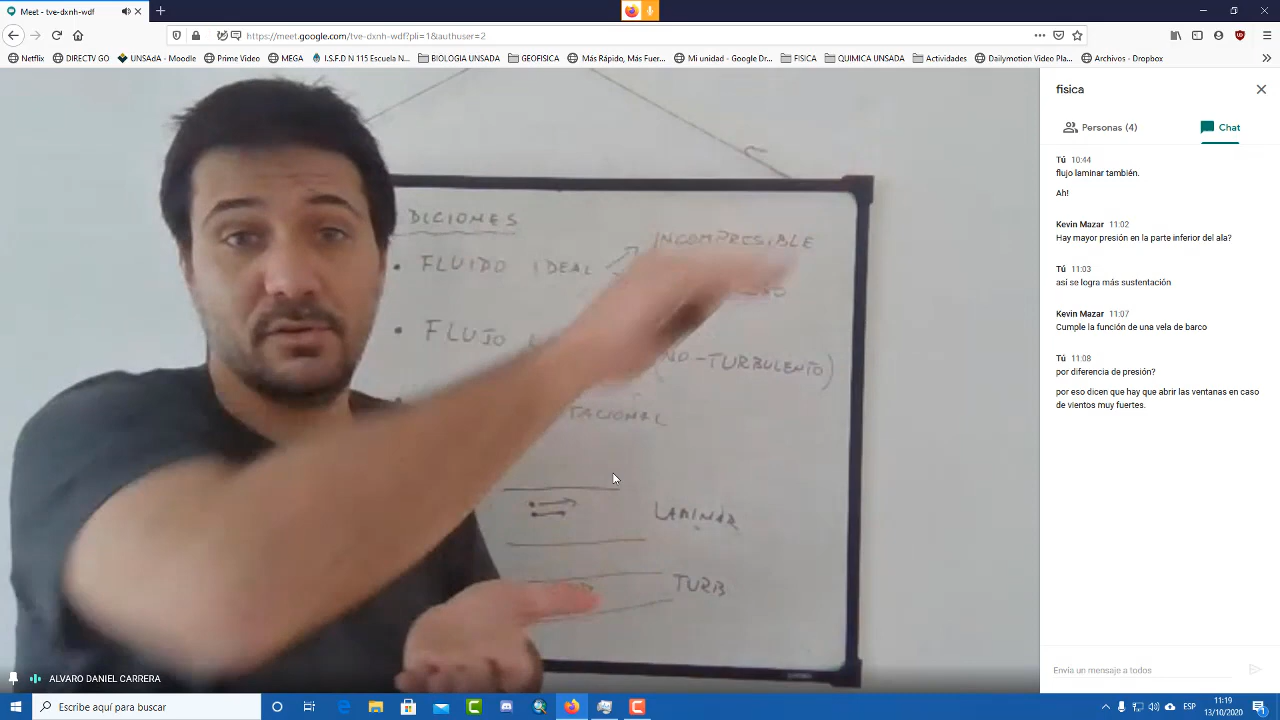 Meet - tve-dxnh-wdf
https://meet.google.com/tve-dxnh-wdf?pli=1&authuser=2
Netflix DIRECTV GO UNSAdA - Moodle Prime Video MEGA I.S.F.D N 115 Escuela N... BIOLOGIA UNSADA GEOFISICA Más Rápido, Más Fuer... Mi unidad - Google Dr... FISICA QUIMICA UNSADA Actividades Dailymotion Video Pla... Archivos - Dropbox
fisica
Personas (4) Chat
Tú 10:44
flujo laminar también.
Ah!
Kevin Mazar 11:02
Hay mayor presión en la parte inferior del ala?
Tú 11:03
asi se logra más sustentación
Kevin Mazar 11:07
Cumple la función de una vela de barco
Tú 11:08
por diferencia de presión?
por eso dicen que hay que abrir las ventanas en caso
de vientos muy fuertes.
Envía un mensaje a todos
DICIONES
• FLUIDO IDEAL INCOMPRESIBLE
• FLUJO
(NO-TURBULENTO)
TACIONAL
LAMINAR
TURB
ALVARO DANIEL CARRERA
Escribe aquí para buscar
ESP
11:19
13/10/2020